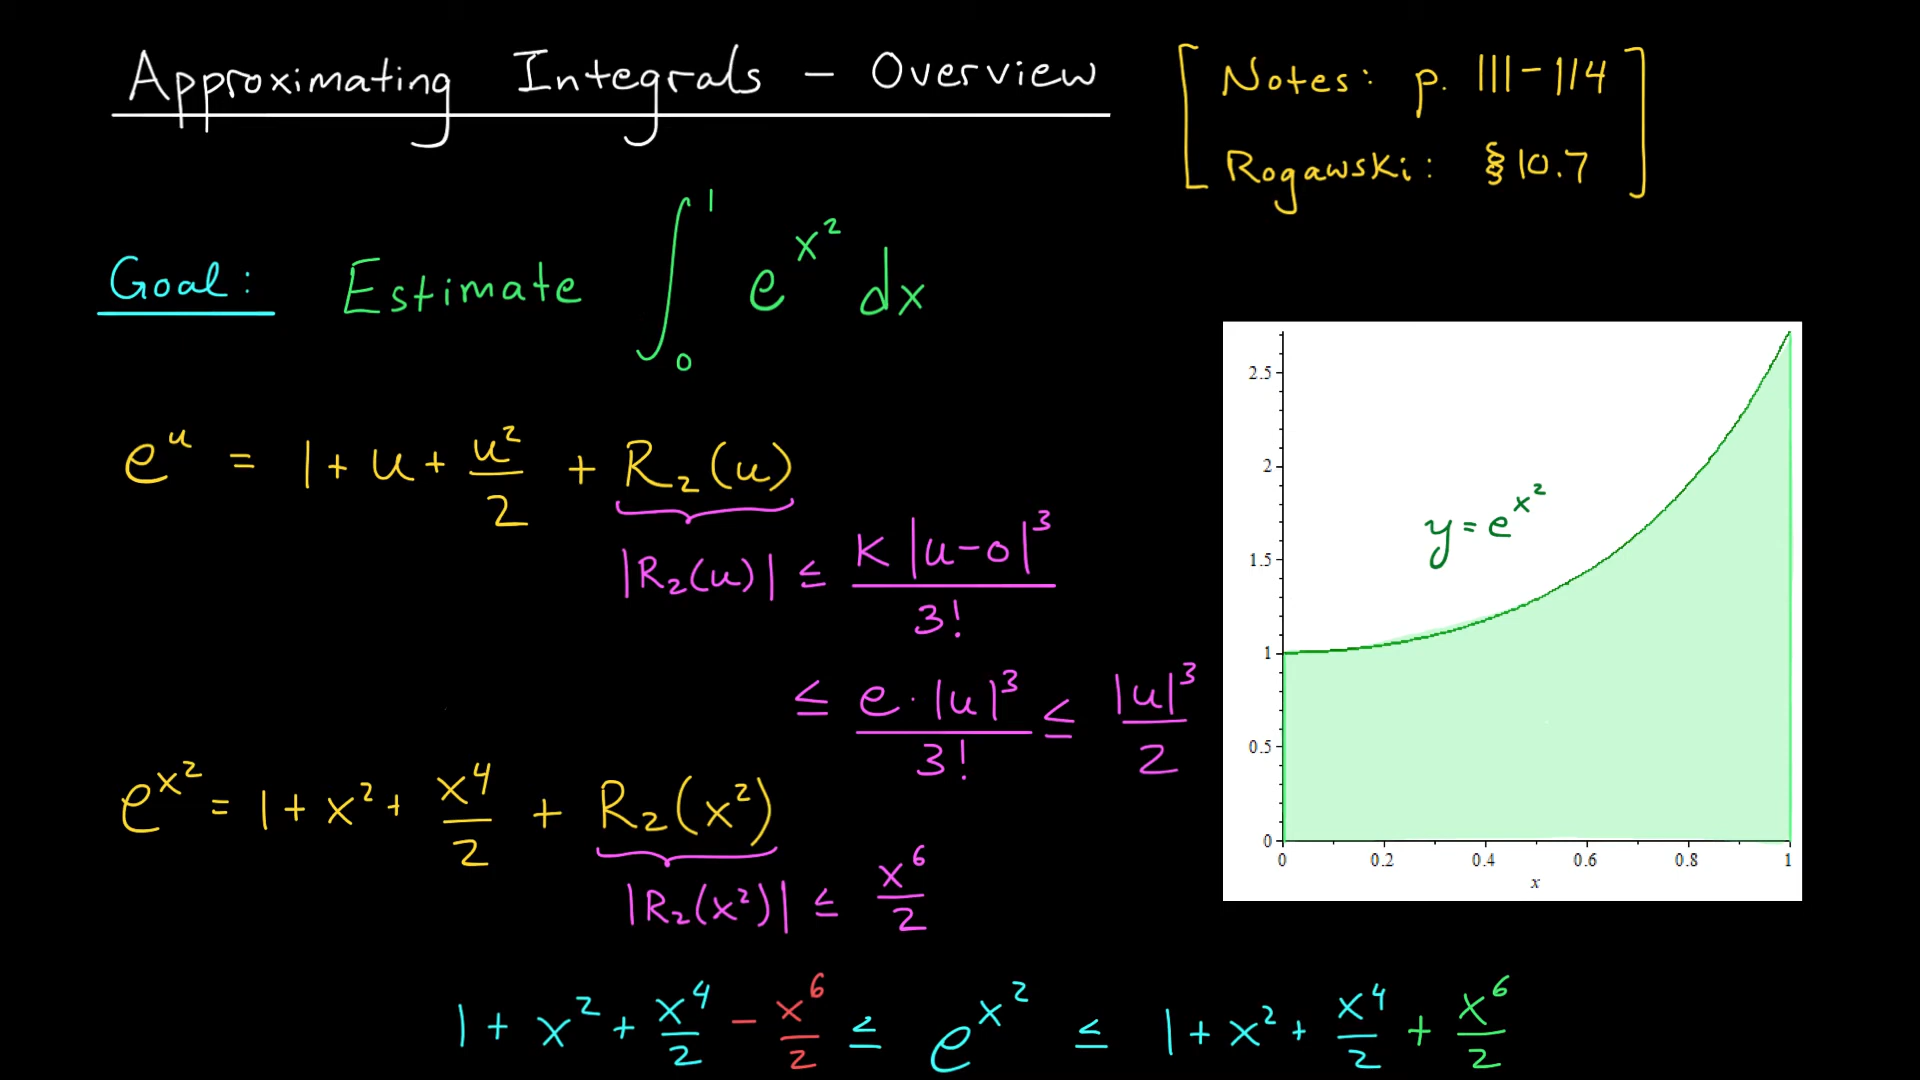 Approximating Integrals – Overview
[Notes: p. 111-114
Rogawski: §10.7]
Goal: Estimate ∫₀¹ e^{x²} dx
e^u = 1 + u + u²/2 + R₂(u)
|R₂(u)| ≤ K|u-0|³/3!
≤ e·|u|³/3! ≤ |u|³/2
e^{x²} = 1 + x² + x⁴/2 + R₂(x²)
|R₂(x²)| ≤ x⁶/2
1 + x² + x⁴/2 - x⁶/2 ≤ e^{x²} ≤ 1 + x² + x⁴/2 + x⁶/2
2.5
2
y = e^{x²}
1.5
1
0.5
0
0 0.2 0.4 0.6 0.8 1
x